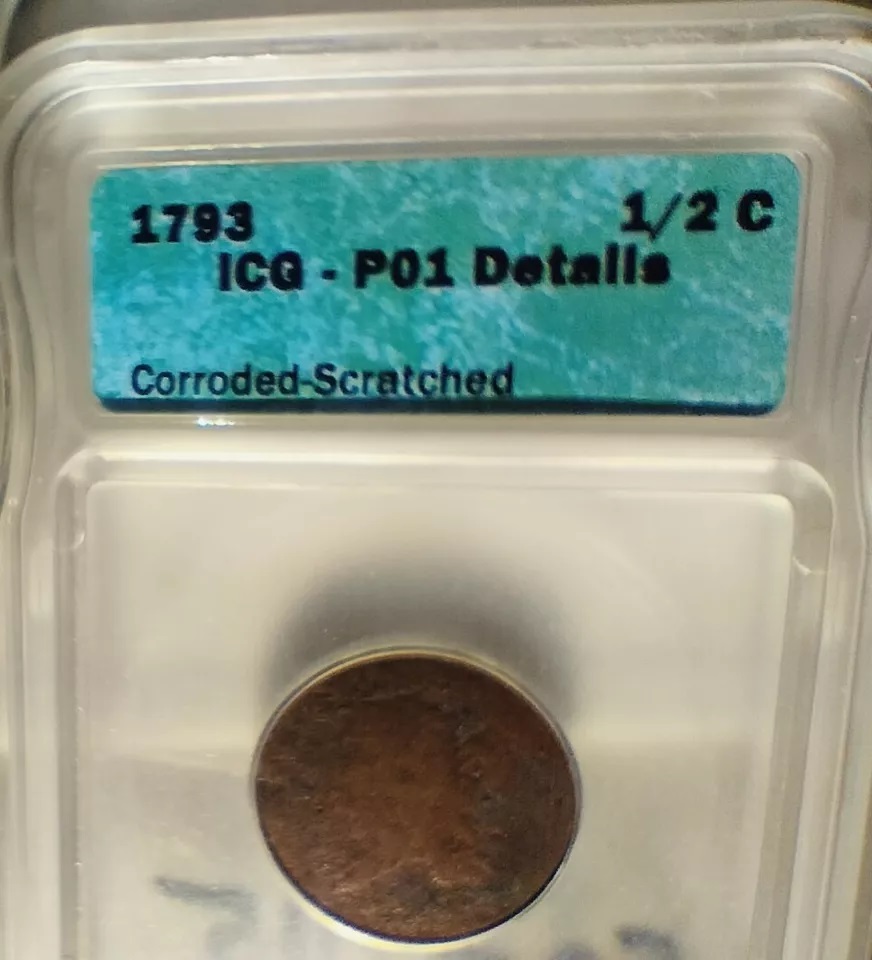 1793 1/2 C
ICG - P01 Details
Corroded-Scratched